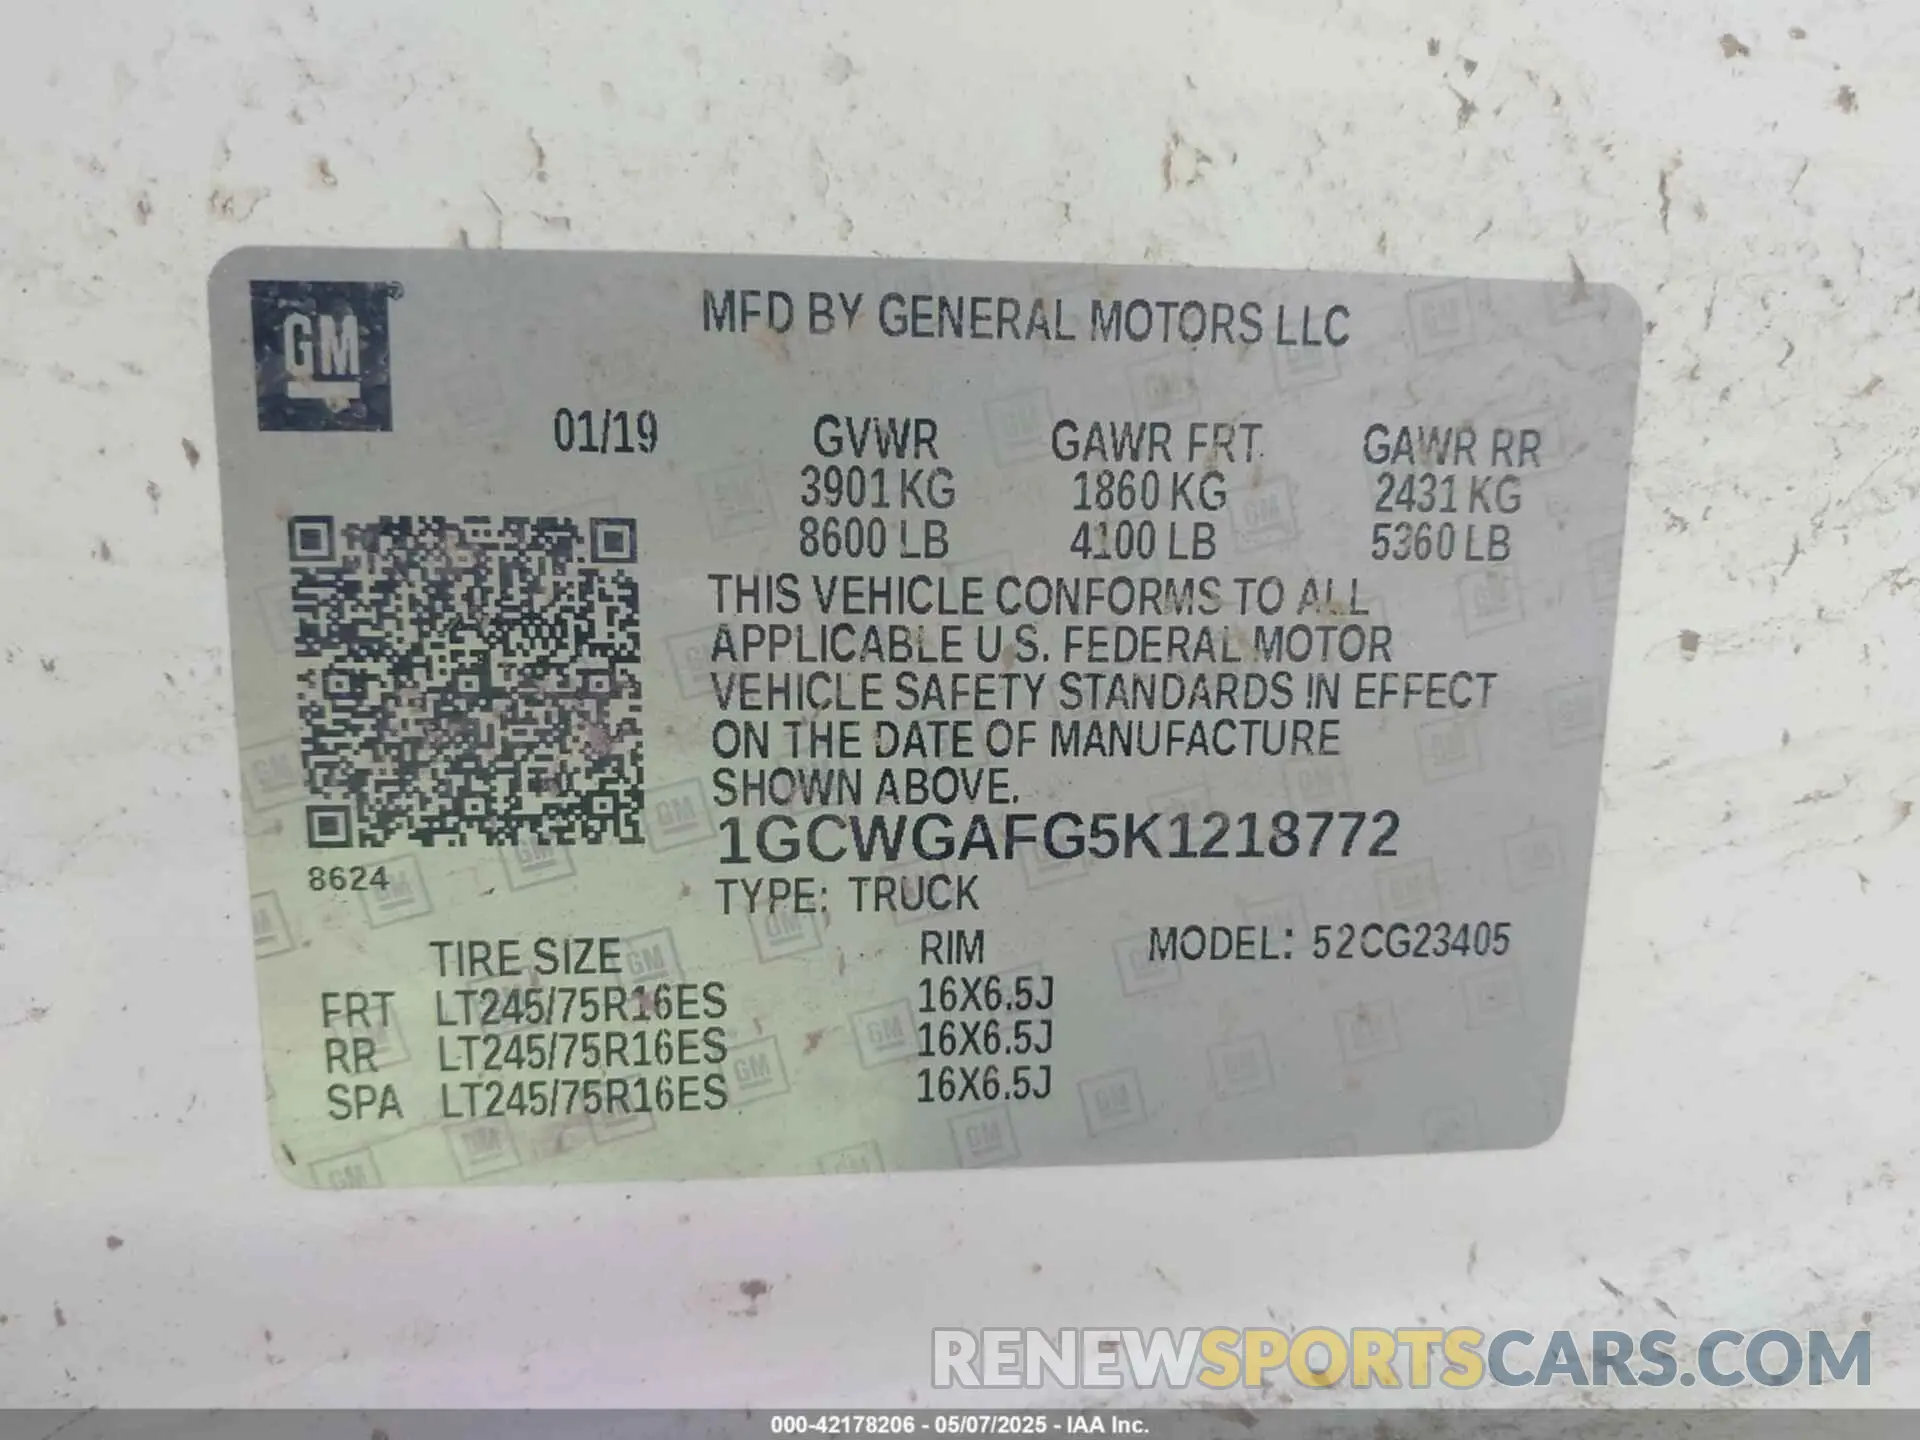 GM®
MFD BY GENERAL MOTORS LLC
01/19 GVWR GAWR FRT GAWR RR
3901 KG 1860 KG 2431 KG
8600 LB 4100 LB 5360 LB
THIS VEHICLE CONFORMS TO ALL
APPLICABLE U.S. FEDERAL MOTOR
VEHICLE SAFETY STANDARDS IN EFFECT
ON THE DATE OF MANUFACTURE
SHOWN ABOVE.
1GCWGAFG5K1218772
8624
TYPE: TRUCK
TIRE SIZE RIM MODEL: 52CG23405
FRT LT245/75R16ES 16X6.5J
RR LT245/75R16ES 16X6.5J
SPA LT245/75R16ES 16X6.5J
RENEWSPORTSCARS.COM
000-42178206 - 05/07/2025 - IAA Inc.